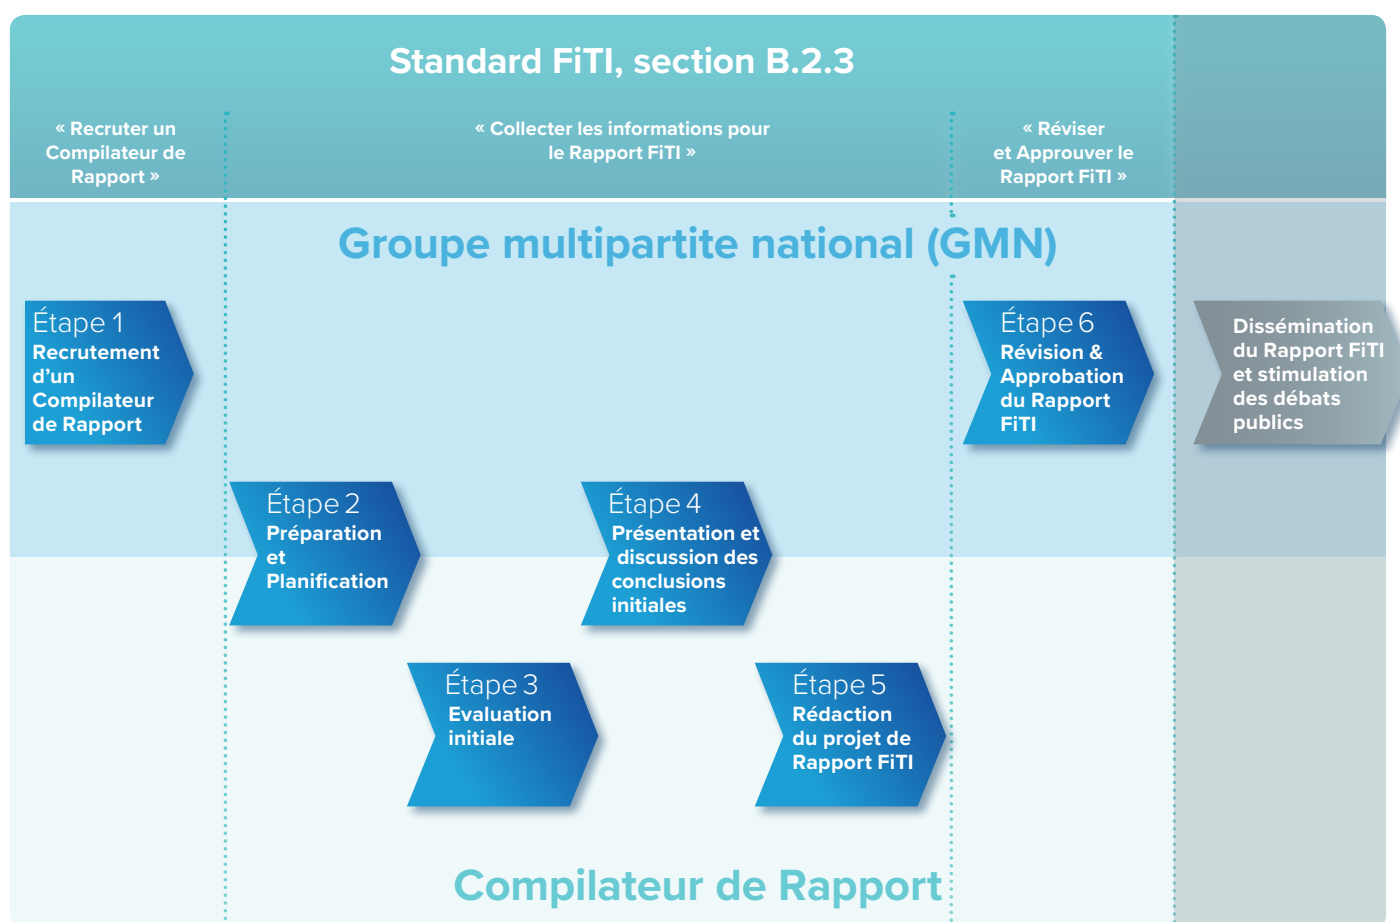 Standard FiTI, section B.2.3
« Recruter un
Compilateur de
Rapport »
« Collecter les informations pour
le Rapport FiTI »
« Réviser
et Approuver le
Rapport FiTI »
Groupe multipartite national (GMN)
Étape 1
Recrutement
d’un
Compilateur
de Rapport
Étape 6
Révision &
Approbation
du Rapport
FiTI
Dissémination
du Rapport FiTI
et stimulation
des débats
publics
Étape 2
Préparation
et
Planification
Étape 4
Présentation et
discussion des
conclusions
initiales
Étape 3
Evaluation
initiale
Étape 5
Rédaction
du projet de
Rapport FiTI
Compilateur de Rapport